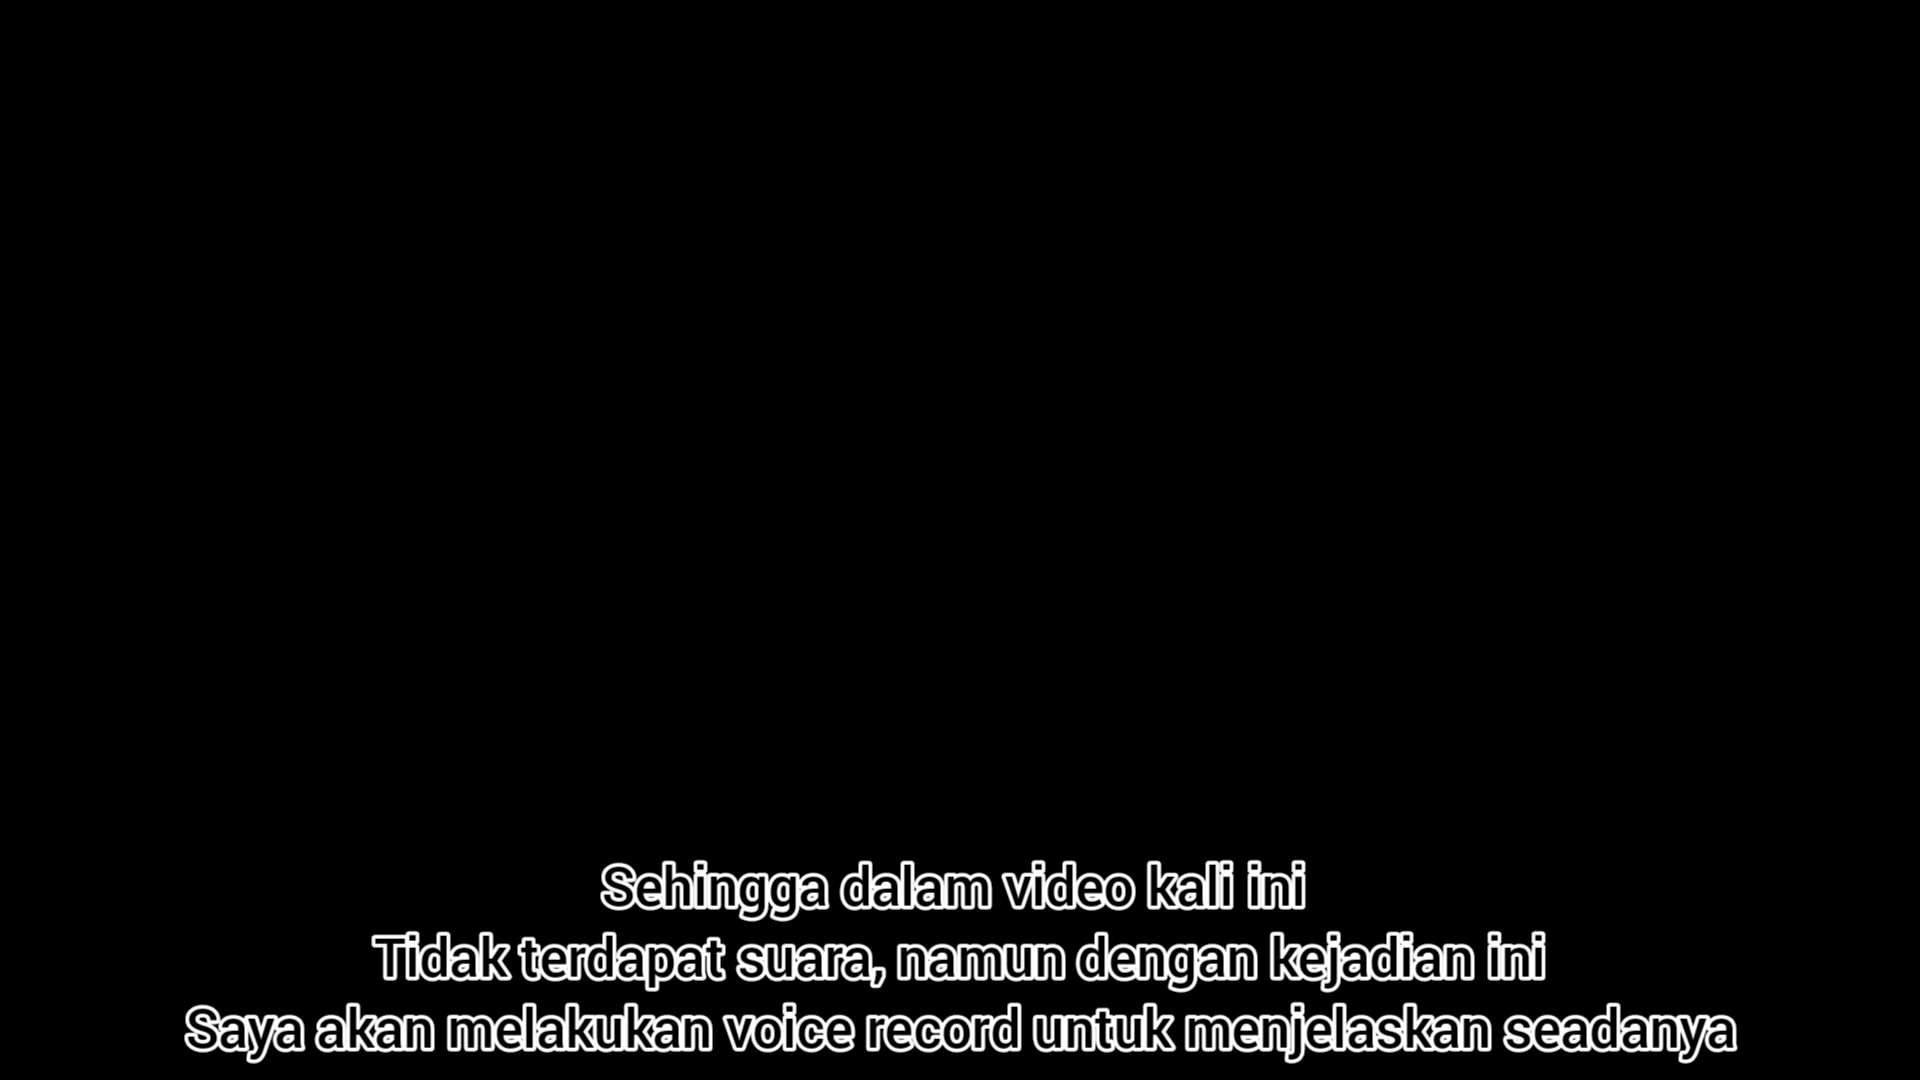 Sehingga dalam video kali ini
Tidak terdapat suara, namun dengan kejadian ini
Saya akan melakukan voice record untuk menjelaskan seadanya